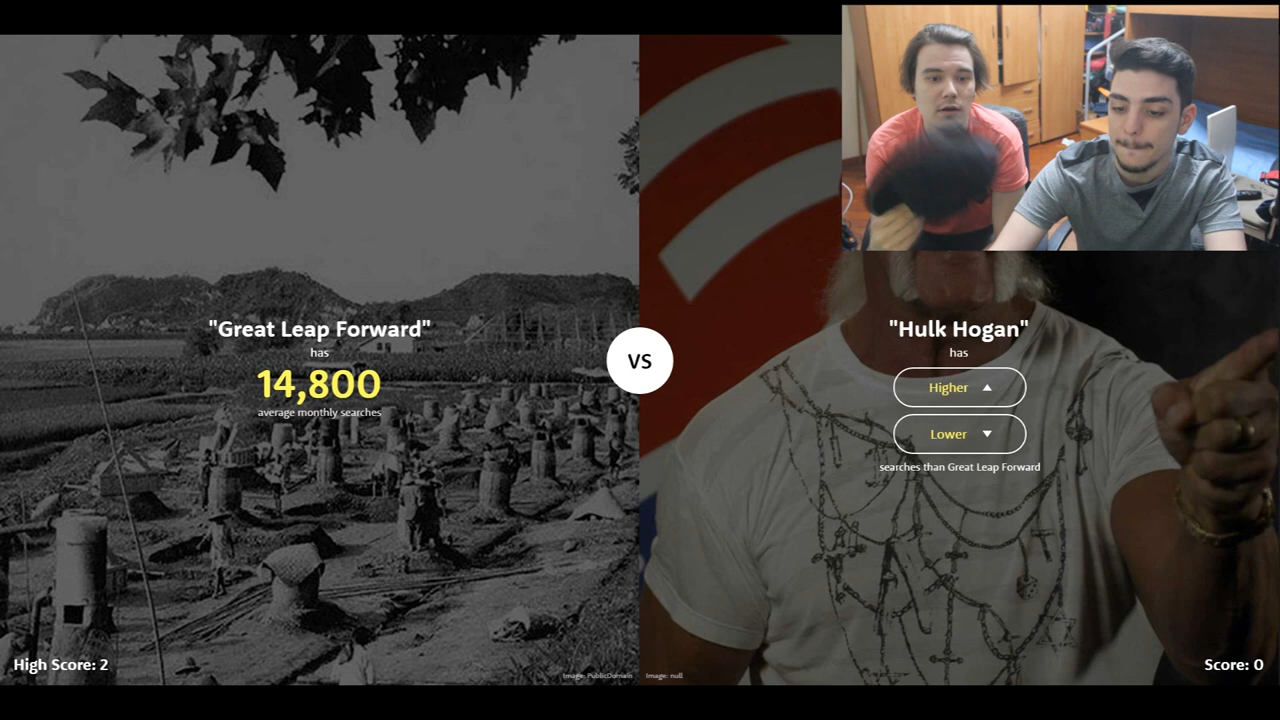 "Great Leap Forward"
has
14,800
average monthly searches
VS
"Hulk Hogan"
has
Higher
Lower
searches than Great Leap Forward
High Score: 2
Image: PublicDomain
Image: null
Score: 0